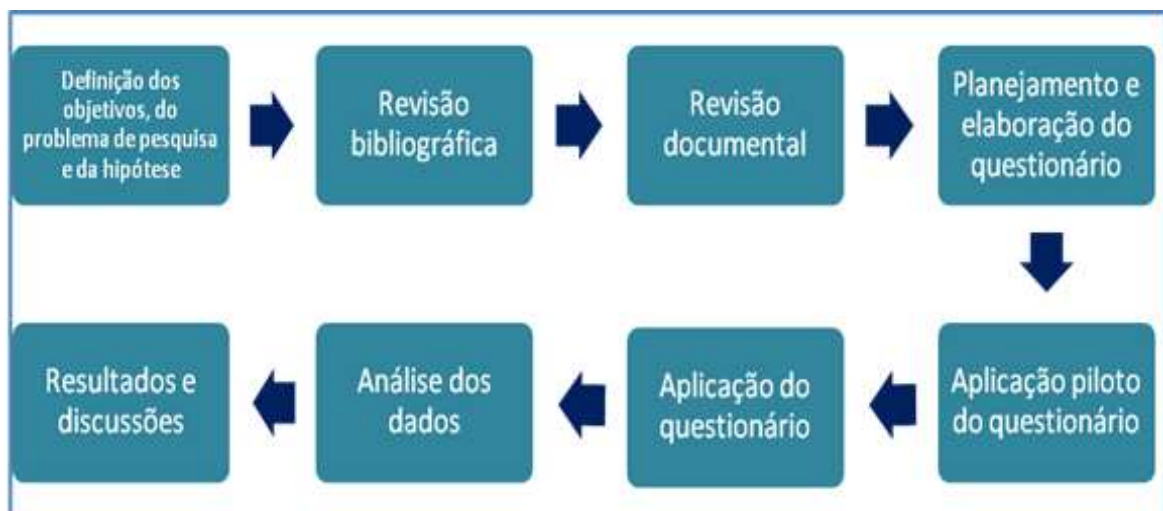 Definição dos
objetivos, do
problema de pesquisa
e da hipótese
Revisão
bibliográfica
Revisão
documental
Planejamento e
elaboração do
questionário
Aplicação piloto
do questionário
Aplicação do
questionário
Análise dos
dados
Resultados e
discussões